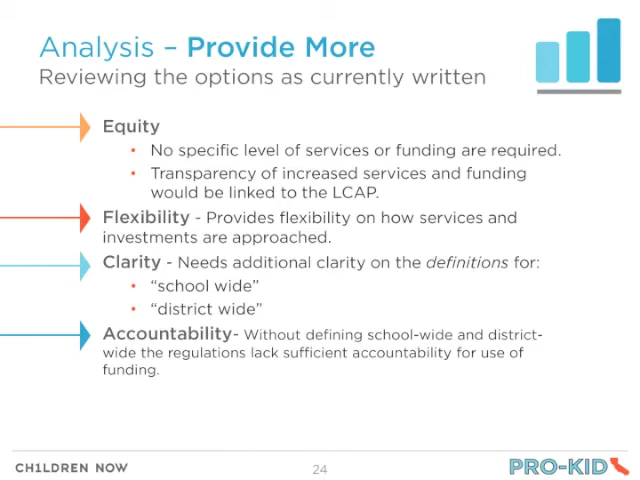 Analysis – Provide More
Reviewing the options as currently written
Equity
• No specific level of services or funding are required.
• Transparency of increased services and funding
would be linked to the LCAP.
Flexibility - Provides flexibility on how services and
investments are approached.
Clarity - Needs additional clarity on the definitions for:
• “school wide”
• “district wide”
Accountability- Without defining school-wide and district-
wide the regulations lack sufficient accountability for use of
funding.
CH1LDREN NOW
24
PRO-KID